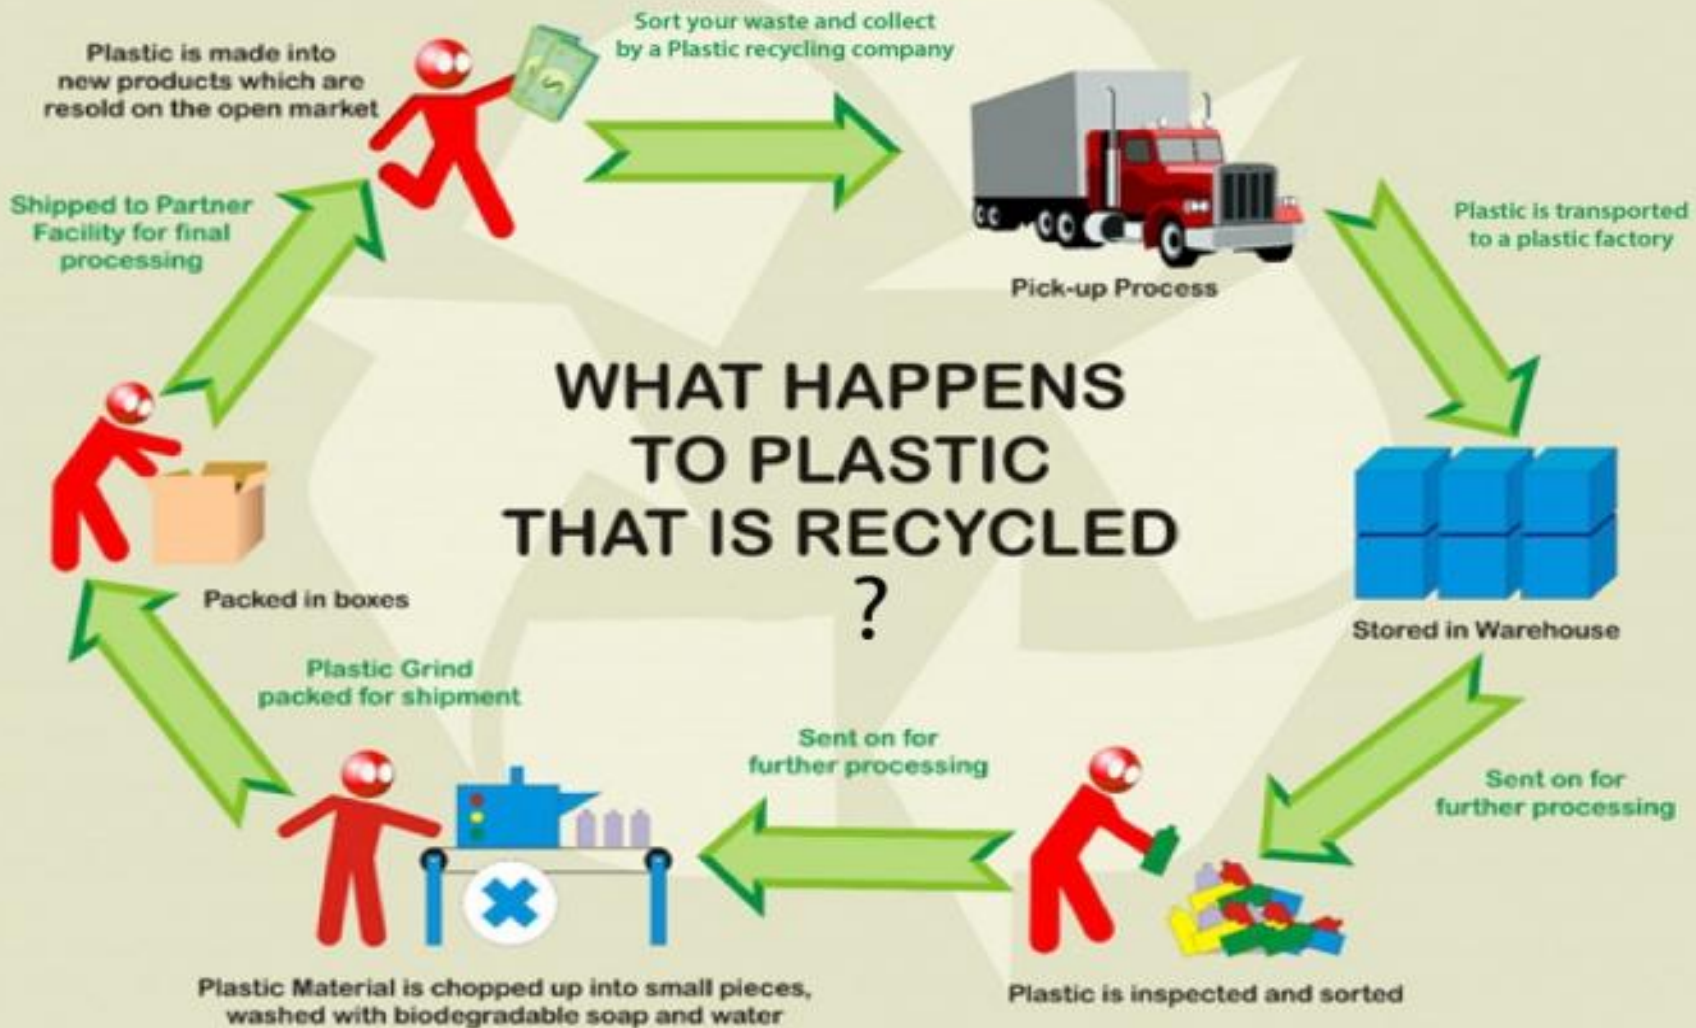 Sort your waste and collect
by a Plastic recycling company
Plastic is made into
new products which are
resold on the open market
Shipped to Partner
Facility for final
processing
Plastic is transported
to a plastic factory
Pick-up Process
WHAT HAPPENS
TO PLASTIC
THAT IS RECYCLED
?
Packed in boxes
Stored in Warehouse
Plastic Grind
packed for shipment
Sent on for
further processing
Sent on for
further processing
Plastic Material is chopped up into small pieces,
washed with biodegradable soap and water
Plastic is inspected and sorted